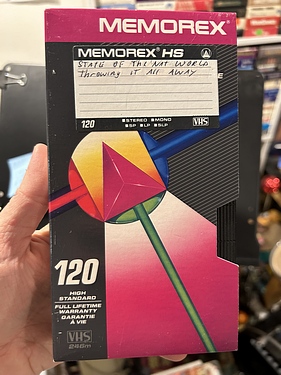 MEMOREX®
MEMOREX® HS
STATE OF THE NAT WORLD
Throwing IT All AWAY
120
STEREO MONO
SP LP SLP
VHS
120
HIGH
STANDARD
FULL LIFETIME
WARRANTY
GARANTIE
À VIE
VHS
246m